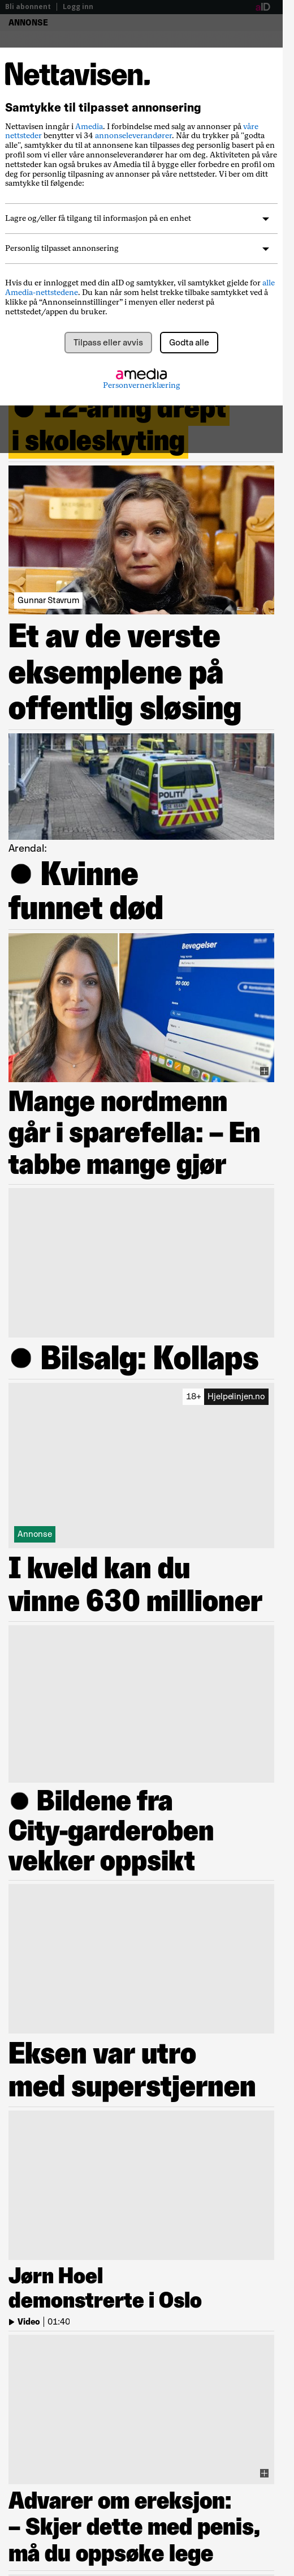 Bli abonnent | Logg inn
aID
ANNONSE
Nettavisen.
Samtykke til tilpasset annonsering
Nettavisen inngår i Amedia. I forbindelse med salg av annonser på våre
nettsteder benytter vi 34 annonseleverandører. Når du trykker på "godta
alle", samtykker du til at annonsene kan tilpasses deg personlig basert på en
profil som vi eller våre annonseleverandører har om deg. Aktiviteten på våre
nettsteder kan også brukes av Amedia til å bygge eller forbedre en profil om
deg for personlig tilpasning av annonser på våre nettsteder. Vi ber om ditt
samtykke til følgende:
Lagre og/eller få tilgang til informasjon på en enhet
Personlig tilpasset annonsering
Hvis du er innlogget med din aID og samtykker, vil samtykket gjelde for alle
Amedia-nettstedene. Du kan når som helst trekke tilbake samtykket ved å
klikke på “Annonseinnstillinger” i menyen eller nederst på
nettstedet/appen du bruker.
Tilpass eller avvis
Godta alle
amedia
Personvernerklæring
12-åring drept
i skoleskyting
Gunnar Stavrum
Et av de verste
eksemplene på
offentlig sløsing
POLITI
Arendal:
Kvinne
funnet død
Bevegelser
Mange nordmenn
går i sparefella: – En
tabbe mange gjør
Bilsalg: Kollaps
18+ Hjelpelinjen.no
Annonse
I kveld kan du
vinne 630 millioner
Bildene fra
City-garderoben
vekker oppsikt
Eksen var utro
med superstjernen
Jørn Hoel
demonstrerte i Oslo
Video | 01:40
Advarer om ereksjon:
– Skjer dette med penis,
må du oppsøke lege